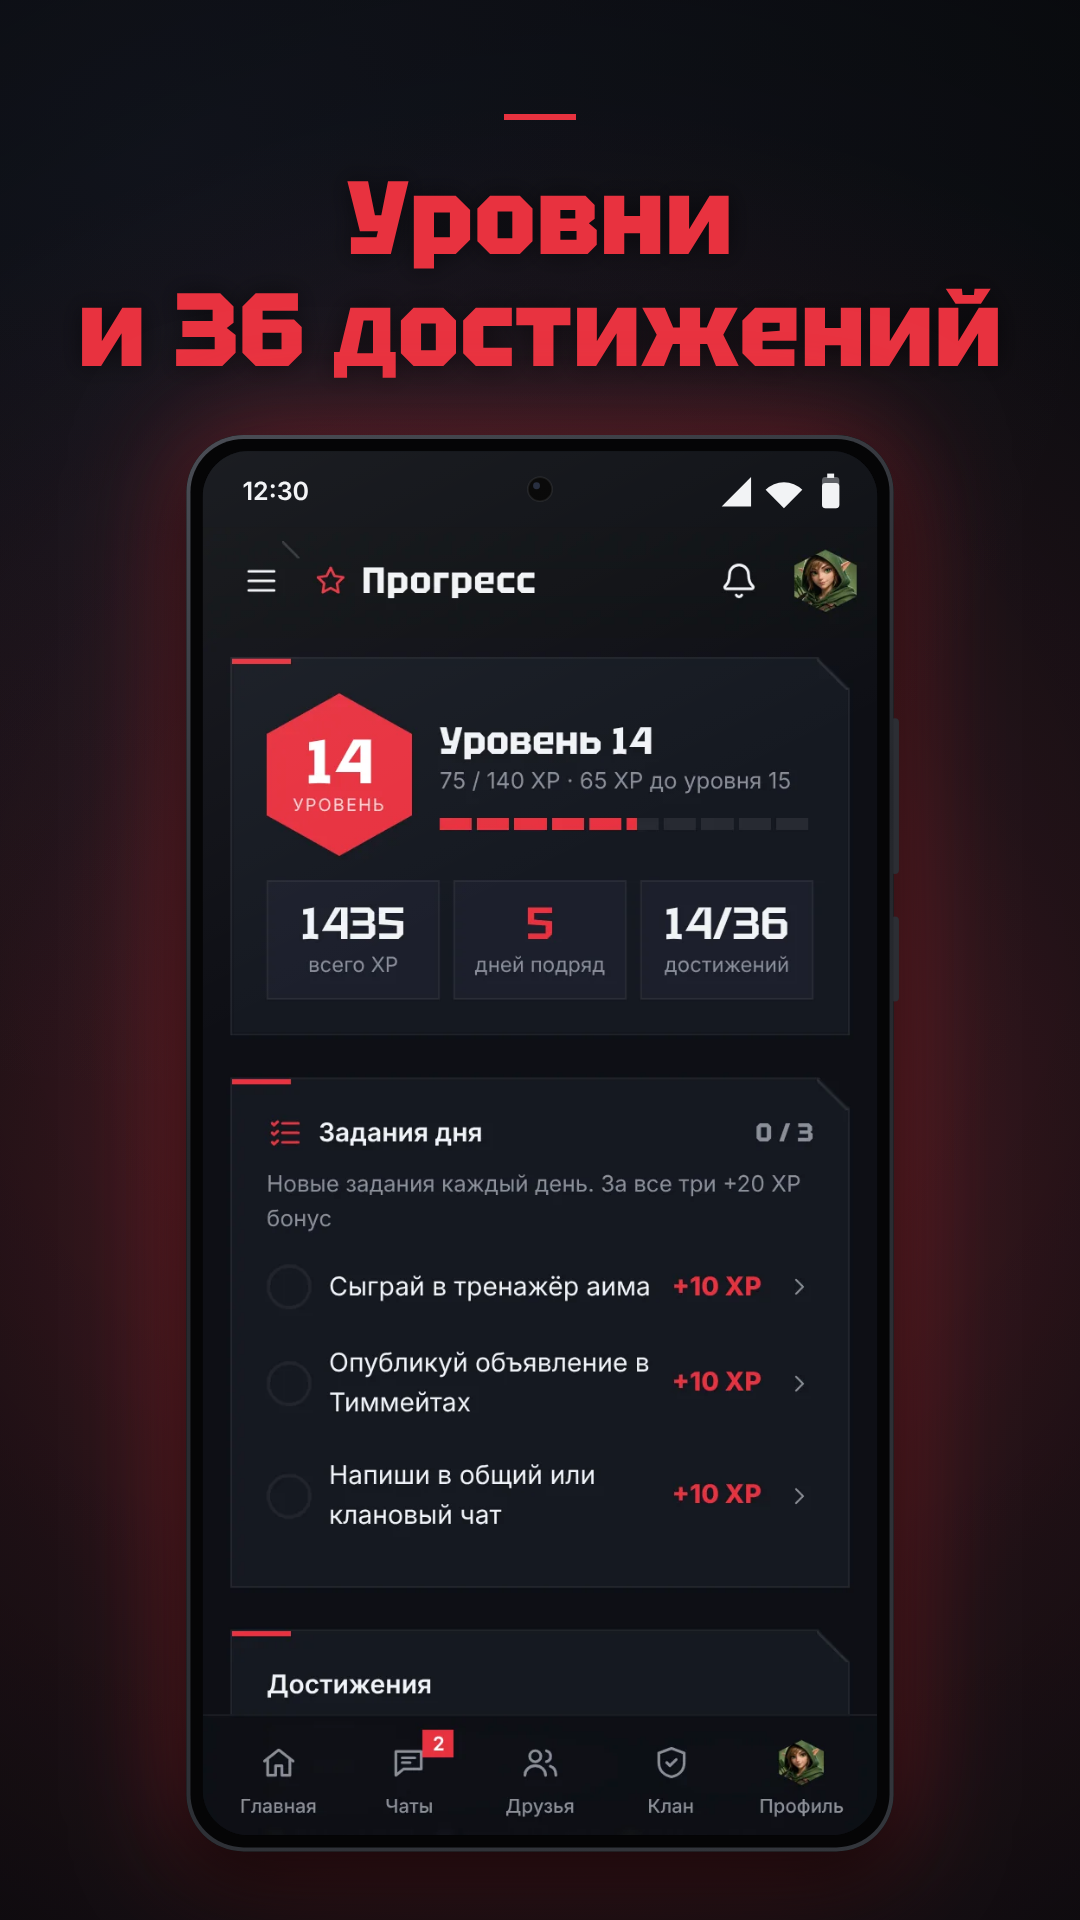 Уровни
и 36 достижений
12:30
Прогресс
14
УРОВЕНЬ
Уровень 14
75 / 140 XP · 65 XP до уровня 15
1435
всего XP
5
дней подряд
14/36
достижений
Задания дня
0 / 3
Новые задания каждый день. За все три +20 XP
бонус
Сыграй в тренажёр аима
+10 XP
Опубликуй объявление в
Тиммейтах
+10 XP
Напиши в общий или
клановый чат
+10 XP
Достижения
2
Главная
Чаты
Друзья
Клан
Профиль